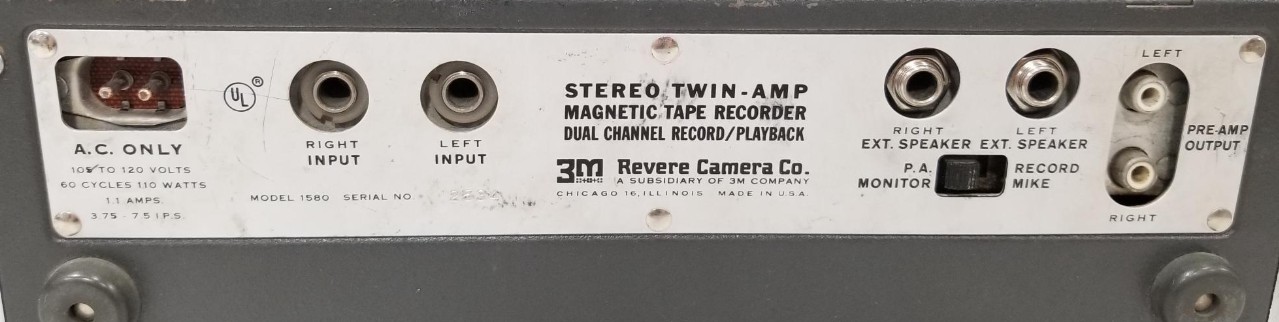 A.C. ONLY
105 TO 120 VOLTS
60 CYCLES 110 WATTS
1.1 AMPS.
3.75 - 7.5 I.P.S.
UL ®
RIGHT
INPUT
LEFT
INPUT
MODEL 1580 SERIAL NO.
STEREO TWIN-AMP
MAGNETIC TAPE RECORDER
DUAL CHANNEL RECORD/PLAYBACK
3M Revere Camera Co.
A SUBSIDIARY OF 3M COMPANY
CHICAGO 16, ILLINOIS MADE IN U.S.A.
RIGHT
EXT. SPEAKER
LEFT
EXT. SPEAKER
P.A.
MONITOR
RECORD
MIKE
LEFT
PRE-AMP
OUTPUT
RIGHT